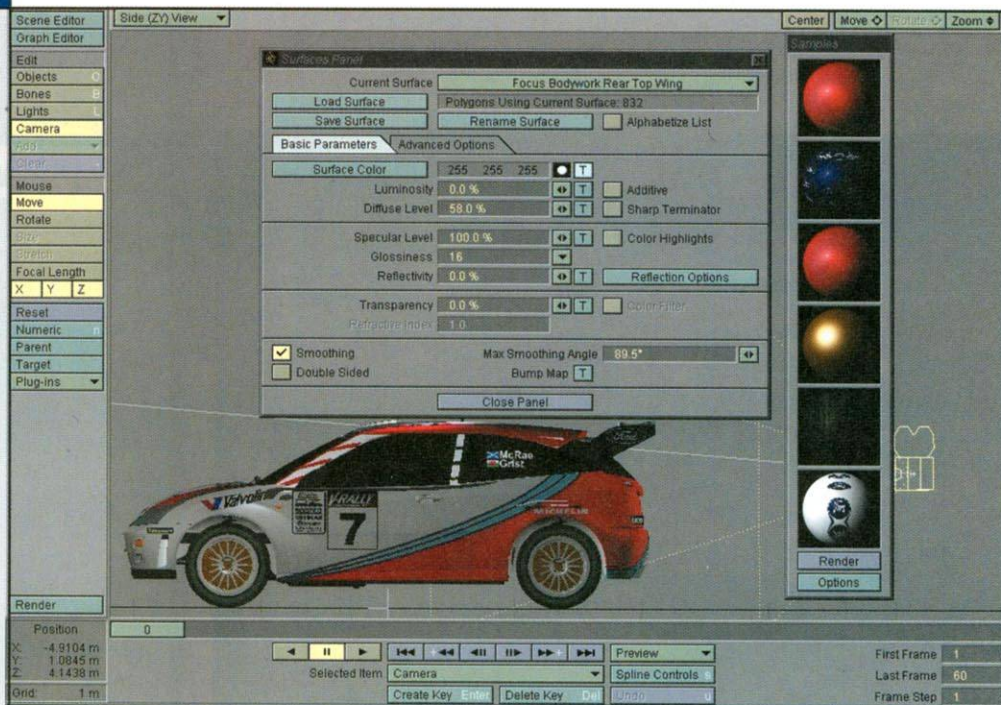 Scene Editor
Graph Editor
Edit
Objects O
Bones B
Lights L
Camera
Add
Clear
Mouse
Move
Rotate
Size
Stretch
Focal Length
X Y Z
Reset
Numeric n
Parent
Target
Plug-ins
Render
Side (ZY) View
Center Move Rotate Zoom
Surfaces Panel
Current Surface Focus Bodywork Rear Top Wing
Load Surface Polygons Using Current Surface: 832
Save Surface Rename Surface Alphabetize List
Basic Parameters Advanced Options
Surface Color 255 255 255 T
Luminosity 0.0 % T Additive
Diffuse Level 58.0 % T Sharp Terminator
Specular Level 100.0 % T Color Highlights
Glossiness 16
Reflectivity 0.0 % T Reflection Options
Transparency 0.0 % T Color Filter
Refractive Index 1.0
Smoothing Max Smoothing Angle 89.5°
Double Sided Bump Map T
Close Panel
Samples
Render
Options
McRae
Grist
Ford
Valvolin
V-RALLY
7
MICHELIN
Position
X: -4.9104 m
Y: 1.0845 m
Z: 4.1438 m
Grid: 1 m
0
Selected Item Camera
Create Key Enter Delete Key Del
Preview
Spline Controls s
Undo u
First Frame 1
Last Frame 60
Frame Step 1